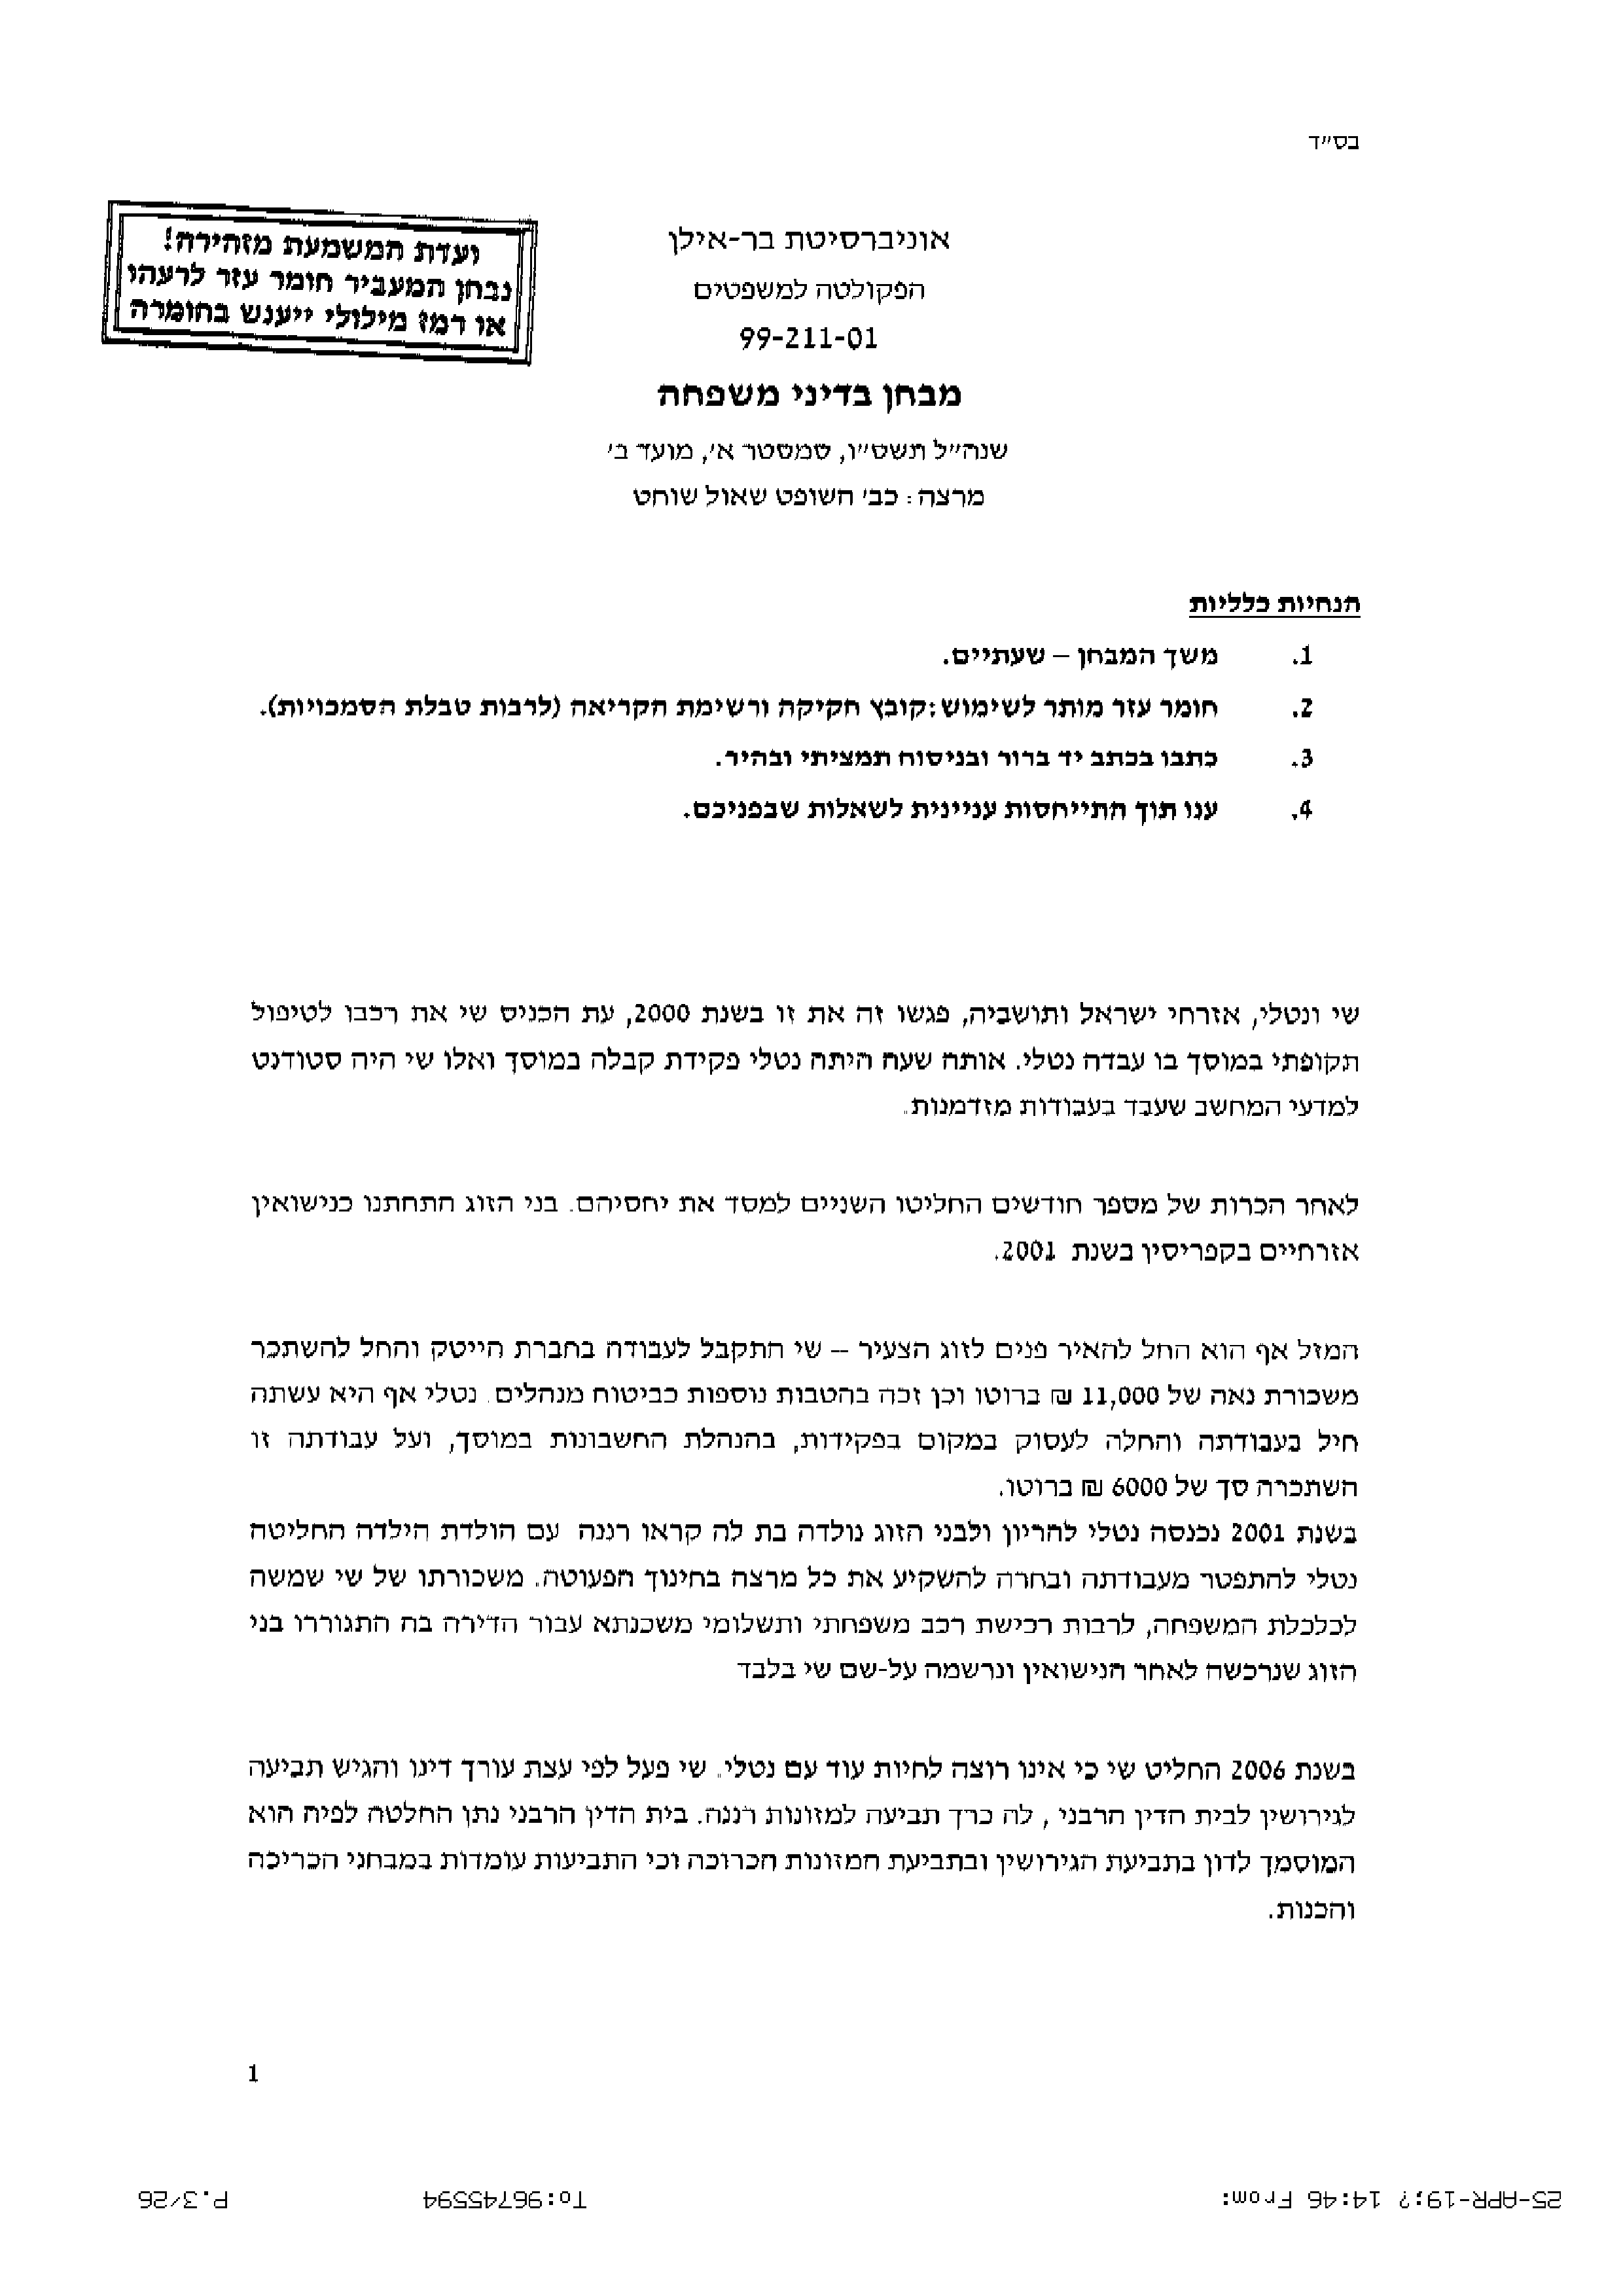 בס״ד
ועדת המשמעת מזהירה!
נבחן המעביר חומר עזר לרעהו
או רמז מילולי ייענש בחומרה
אוניברסיטת בר-אילן
הפקולטה למשפטים
99-211-01
מבחן בדיני משפחה
שנה״ל תשס״ו, סמסטר א׳, מועד ב׳
מרצה: כב׳ השופט שאול שוחט
הנחיות כלליות
1. משך המבחן – שעתיים.
2. חומר עזר מותר לשימוש: קובץ חקיקה ורשימת הקריאה (לרבות טבלת הסמכויות).
3. כתבו בכתב יד ברור ובניסוח תמציתי ובהיר.
4. ענו תוך התייחסות עניינית לשאלות שבפניכם.
שי ונטלי, אזרחי ישראל ותושביה, פגשו זה את זו בשנת 2000, עת הכניס שי את רכבו לטיפול
תקופתי במוסך בו עבדה נטלי. אותה שעה היתה נטלי פקידת קבלה במוסך ואלו שי היה סטודנט
למדעי המחשב שעבד בעבודות מזדמנות.
לאחר הכרות של מספר חודשים החליטו השניים למסד את יחסיהם. בני הזוג התחתנו כנישואין
אזרחיים בקפריסין בשנת 2001.
המזל אף הוא החל להאיר פנים לזוג הצעיר -- שי התקבל לעבודה בחברת הייטק והחל להשתכר
משכורת נאה של 11,000 ₪ ברוטו וכן זכה בהטבות נוספות כביטוח מנהלים. נטלי אף היא עשתה
חיל בעבודתה והחלה לעסוק במקום בפקידות, בהנהלת החשבונות במוסך, ועל עבודתה זו
השתכרה סך של 6000 ₪ ברוטו.
בשנת 2001 נכנסה נטלי להריון ולבני הזוג נולדה בת לה קראו רננה עם הולדת הילדה החליטה
נטלי להתפטר מעבודתה ובחרה להשקיע את כל מרצה בחינוך הפעוטה. משכורתו של שי שמשה
לכלכלת המשפחה, לרבות רכישת רכב משפחתי ותשלומי משכנתא עבור הדירה בה התגוררו בני
הזוג שנרכשה לאחר הנישואין ונרשמה על-שם שי בלבד
בשנת 2006 החליט שי כי אינו רוצה לחיות עוד עם נטלי. שי פעל לפי עצת עורך דינו והגיש תביעה
לגירושין לבית הדין הרבני , לה כרך תביעה למזונות רננה. בית הדין הרבני נתן החלטה לפיה הוא
המוסמך לדון בתביעת הגירושין ובתביעת המזונות הכרוכה וכי התביעות עומדות במבחני הכריכה
והכנות.
1
25-APR-19;? 14:46 From: To:96745594 P.3/26